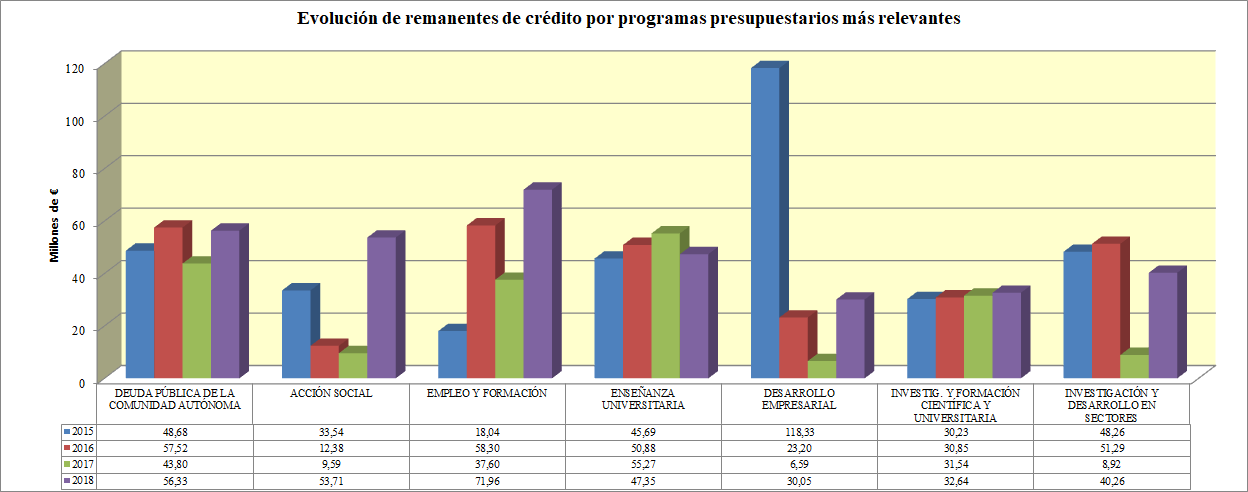 Evolución de remanentes de crédito por programas presupuestarios más relevantes
Millones de €
120
100
80
60
40
20
0
DEUDA PÚBLICA DE LA
COMUNIDAD AUTÓNOMA
ACCIÓN SOCIAL
EMPLEO Y FORMACIÓN
ENSEÑANZA
UNIVERSITARIA
DESARROLLO
EMPRESARIAL
INVESTIG. Y FORMACIÓN
CIENTÍFICA Y
UNIVERSITARIA
INVESTIGACIÓN Y
DESARROLLO EN
SECTORES
2015 48,68 33,54 18,04 45,69 118,33 30,23 48,26
2016 57,52 12,38 58,30 50,88 23,20 30,85 51,29
2017 43,80 9,59 37,60 55,27 6,59 31,54 8,92
2018 56,33 53,71 71,96 47,35 30,05 32,64 40,26